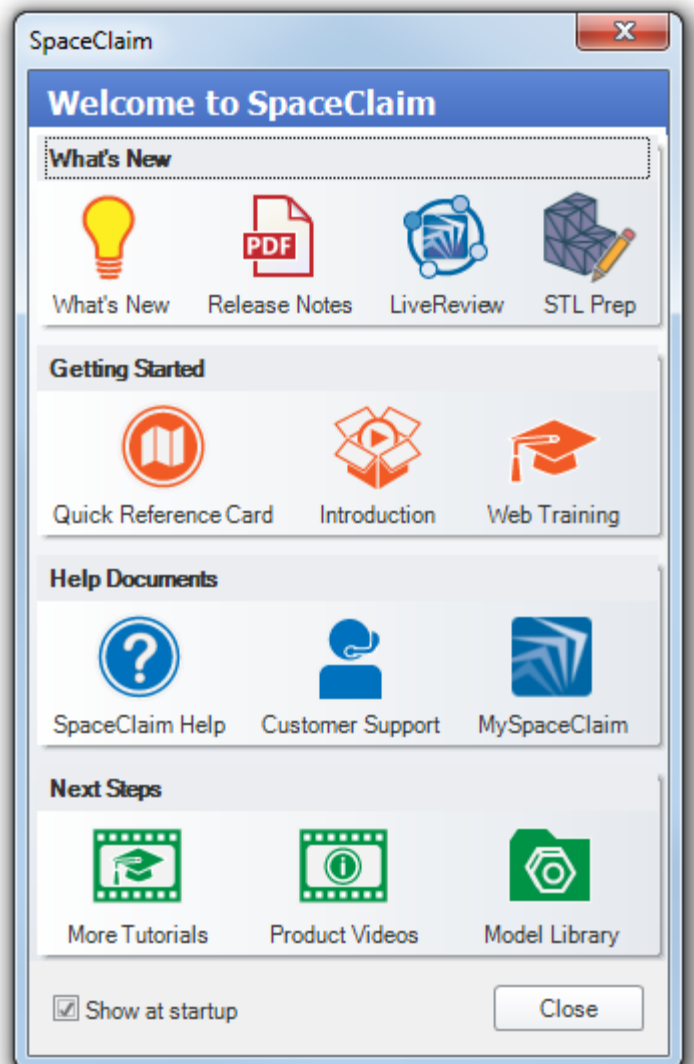 SpaceClaim
Welcome to SpaceClaim
What's New
PDF
What's New Release Notes LiveReview STL Prep
Getting Started
Quick Reference Card Introduction Web Training
Help Documents
?
SpaceClaim Help Customer Support MySpaceClaim
Next Steps
i
More Tutorials Product Videos Model Library
Show at startup Close